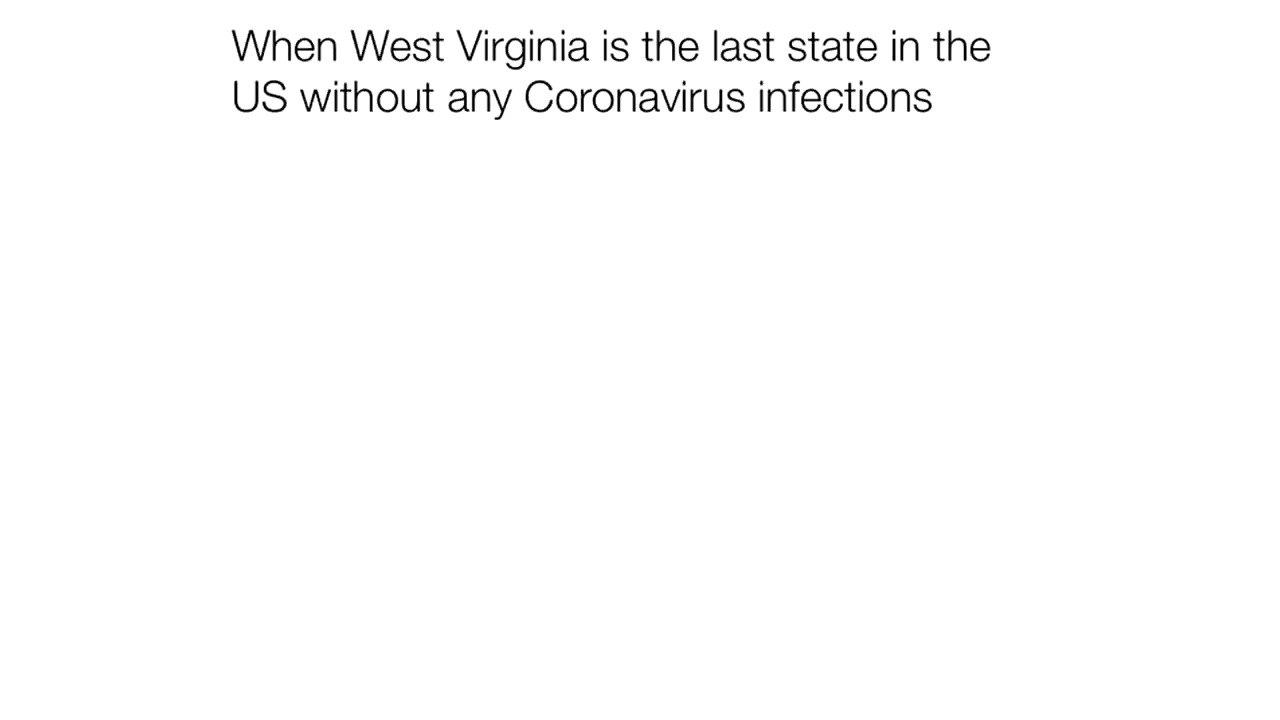 When West Virginia is the last state in the
US without any Coronavirus infections